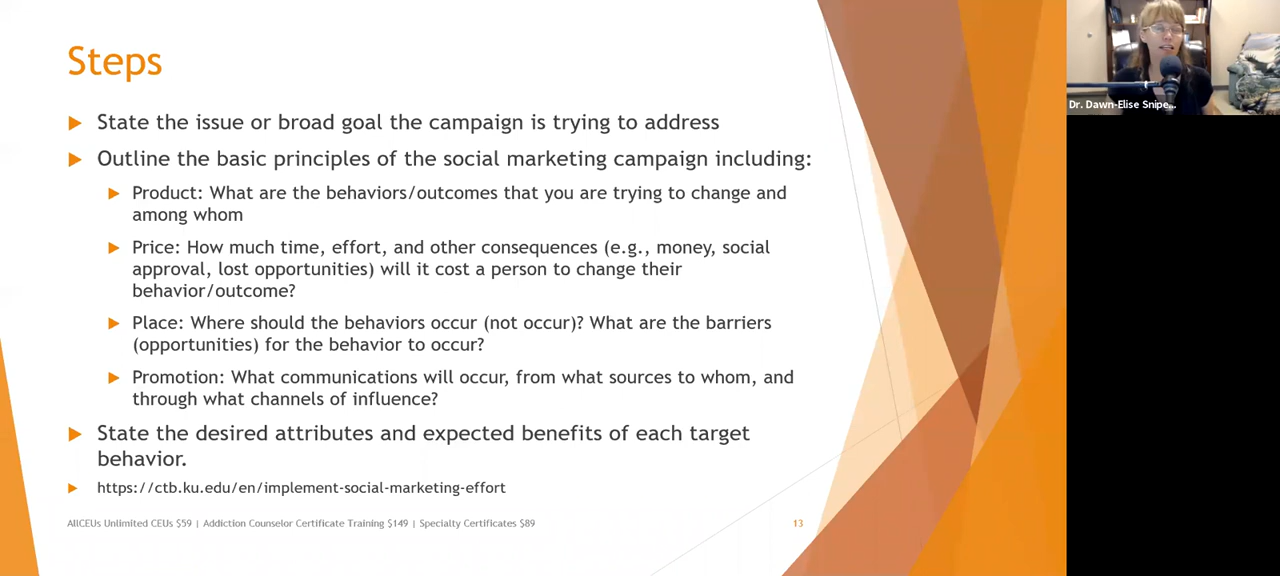 Steps
State the issue or broad goal the campaign is trying to address
Outline the basic principles of the social marketing campaign including:
Product: What are the behaviors/outcomes that you are trying to change and
among whom
Price: How much time, effort, and other consequences (e.g., money, social
approval, lost opportunities) will it cost a person to change their
behavior/outcome?
Place: Where should the behaviors occur (not occur)? What are the barriers
(opportunities) for the behavior to occur?
Promotion: What communications will occur, from what sources to whom, and
through what channels of influence?
State the desired attributes and expected benefits of each target
behavior.
https://ctb.ku.edu/en/implement-social-marketing-effort
AllCEUs Unlimited CEUs $59 | Addiction Counselor Certificate Training $149 | Specialty Certificates $89
13
Dr. Dawn-Elise Snipe...